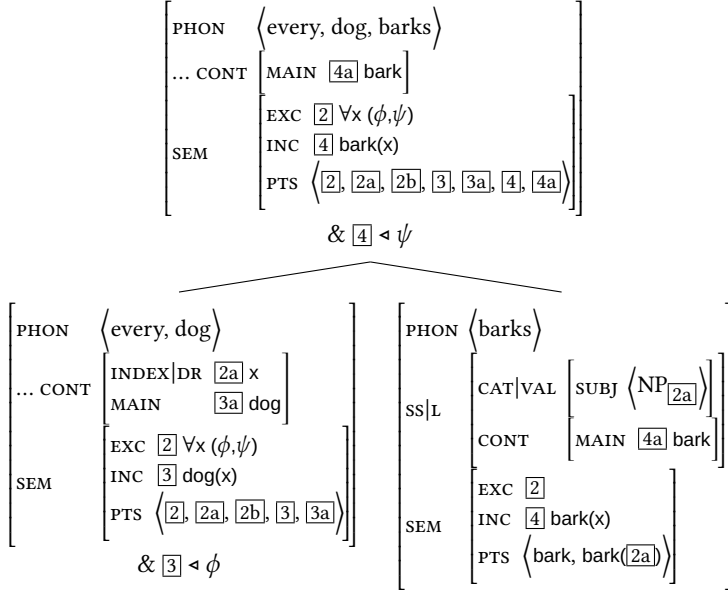 PHON ⟨every, dog, barks⟩
... CONT [MAIN 4a bark]
SEM
EXC 2 ∀x (ϕ,ψ)
INC 4 bark(x)
PTS ⟨2, 2a, 2b, 3, 3a, 4, 4a⟩
& 4 ◁ ψ
PHON ⟨every, dog⟩
... CONT
INDEX|DR 2a x
MAIN 3a dog
SEM
EXC 2 ∀x (ϕ,ψ)
INC 3 dog(x)
PTS ⟨2, 2a, 2b, 3, 3a⟩
& 3 ◁ ϕ
PHON ⟨barks⟩
SS|L
CAT|VAL [SUBJ ⟨NP 2a⟩]
CONT [MAIN 4a bark]
SEM
EXC 2
INC 4 bark(x)
PTS ⟨bark, bark(2a)⟩